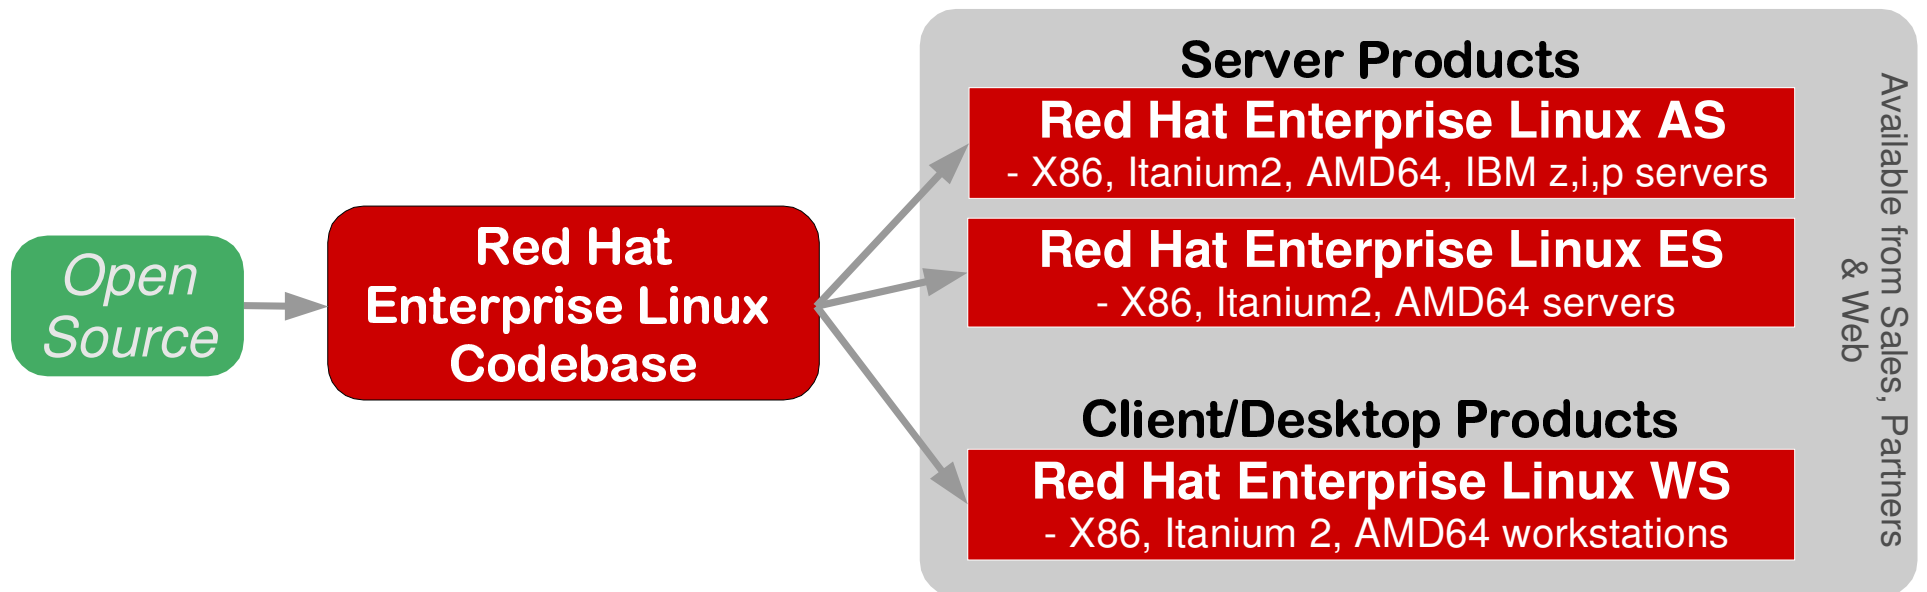 Open
Source
Red Hat
Enterprise Linux
Codebase
Server Products
Red Hat Enterprise Linux AS
- X86, Itanium2, AMD64, IBM z,i,p servers
Red Hat Enterprise Linux ES
- X86, Itanium2, AMD64 servers
Client/Desktop Products
Red Hat Enterprise Linux WS
- X86, Itanium 2, AMD64 workstations
Available from Sales, Partners
& Web